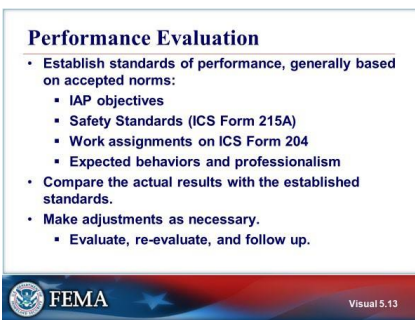 Performance Evaluation
• Establish standards of performance, generally based
on accepted norms:
▪ IAP objectives
▪ Safety Standards (ICS Form 215A)
▪ Work assignments on ICS Form 204
▪ Expected behaviors and professionalism
• Compare the actual results with the established
standards.
• Make adjustments as necessary.
▪ Evaluate, re-evaluate, and follow up.
FEMA
Visual 5.13